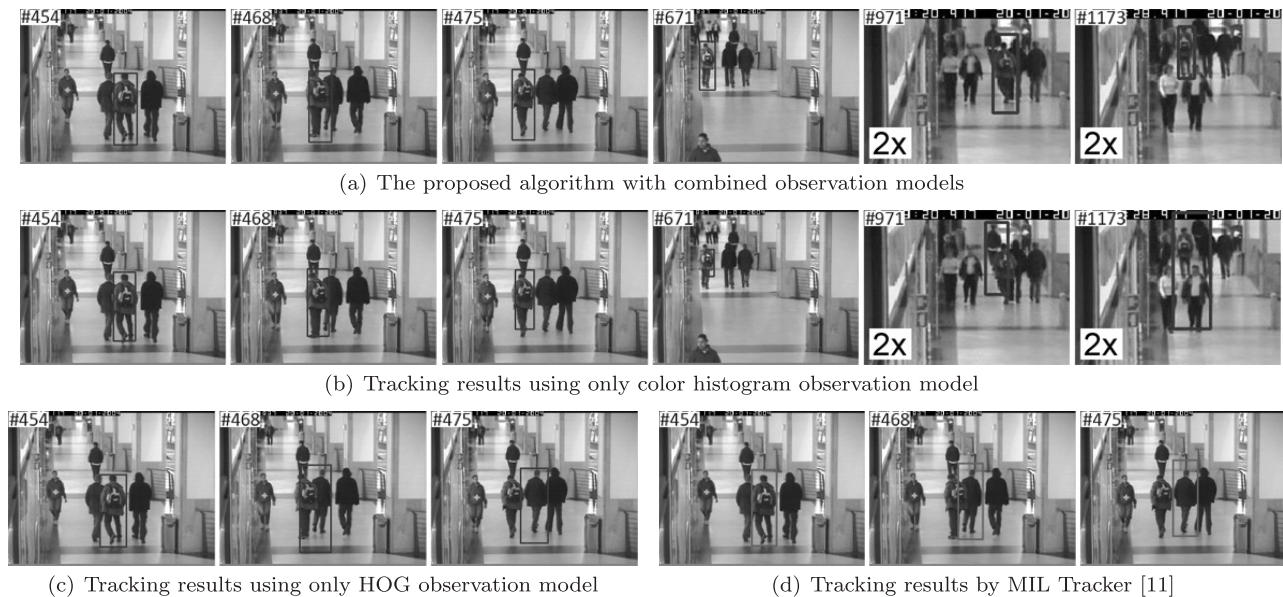 #454 #468 #475 #671 #971 #1173
2x 2x
(a) The proposed algorithm with combined observation models
#454 #468 #475 #671 #971 #1173
2x 2x
(b) Tracking results using only color histogram observation model
#454 #468 #475
(c) Tracking results using only HOG observation model
#454 #468 #475
(d) Tracking results by MIL Tracker [11]